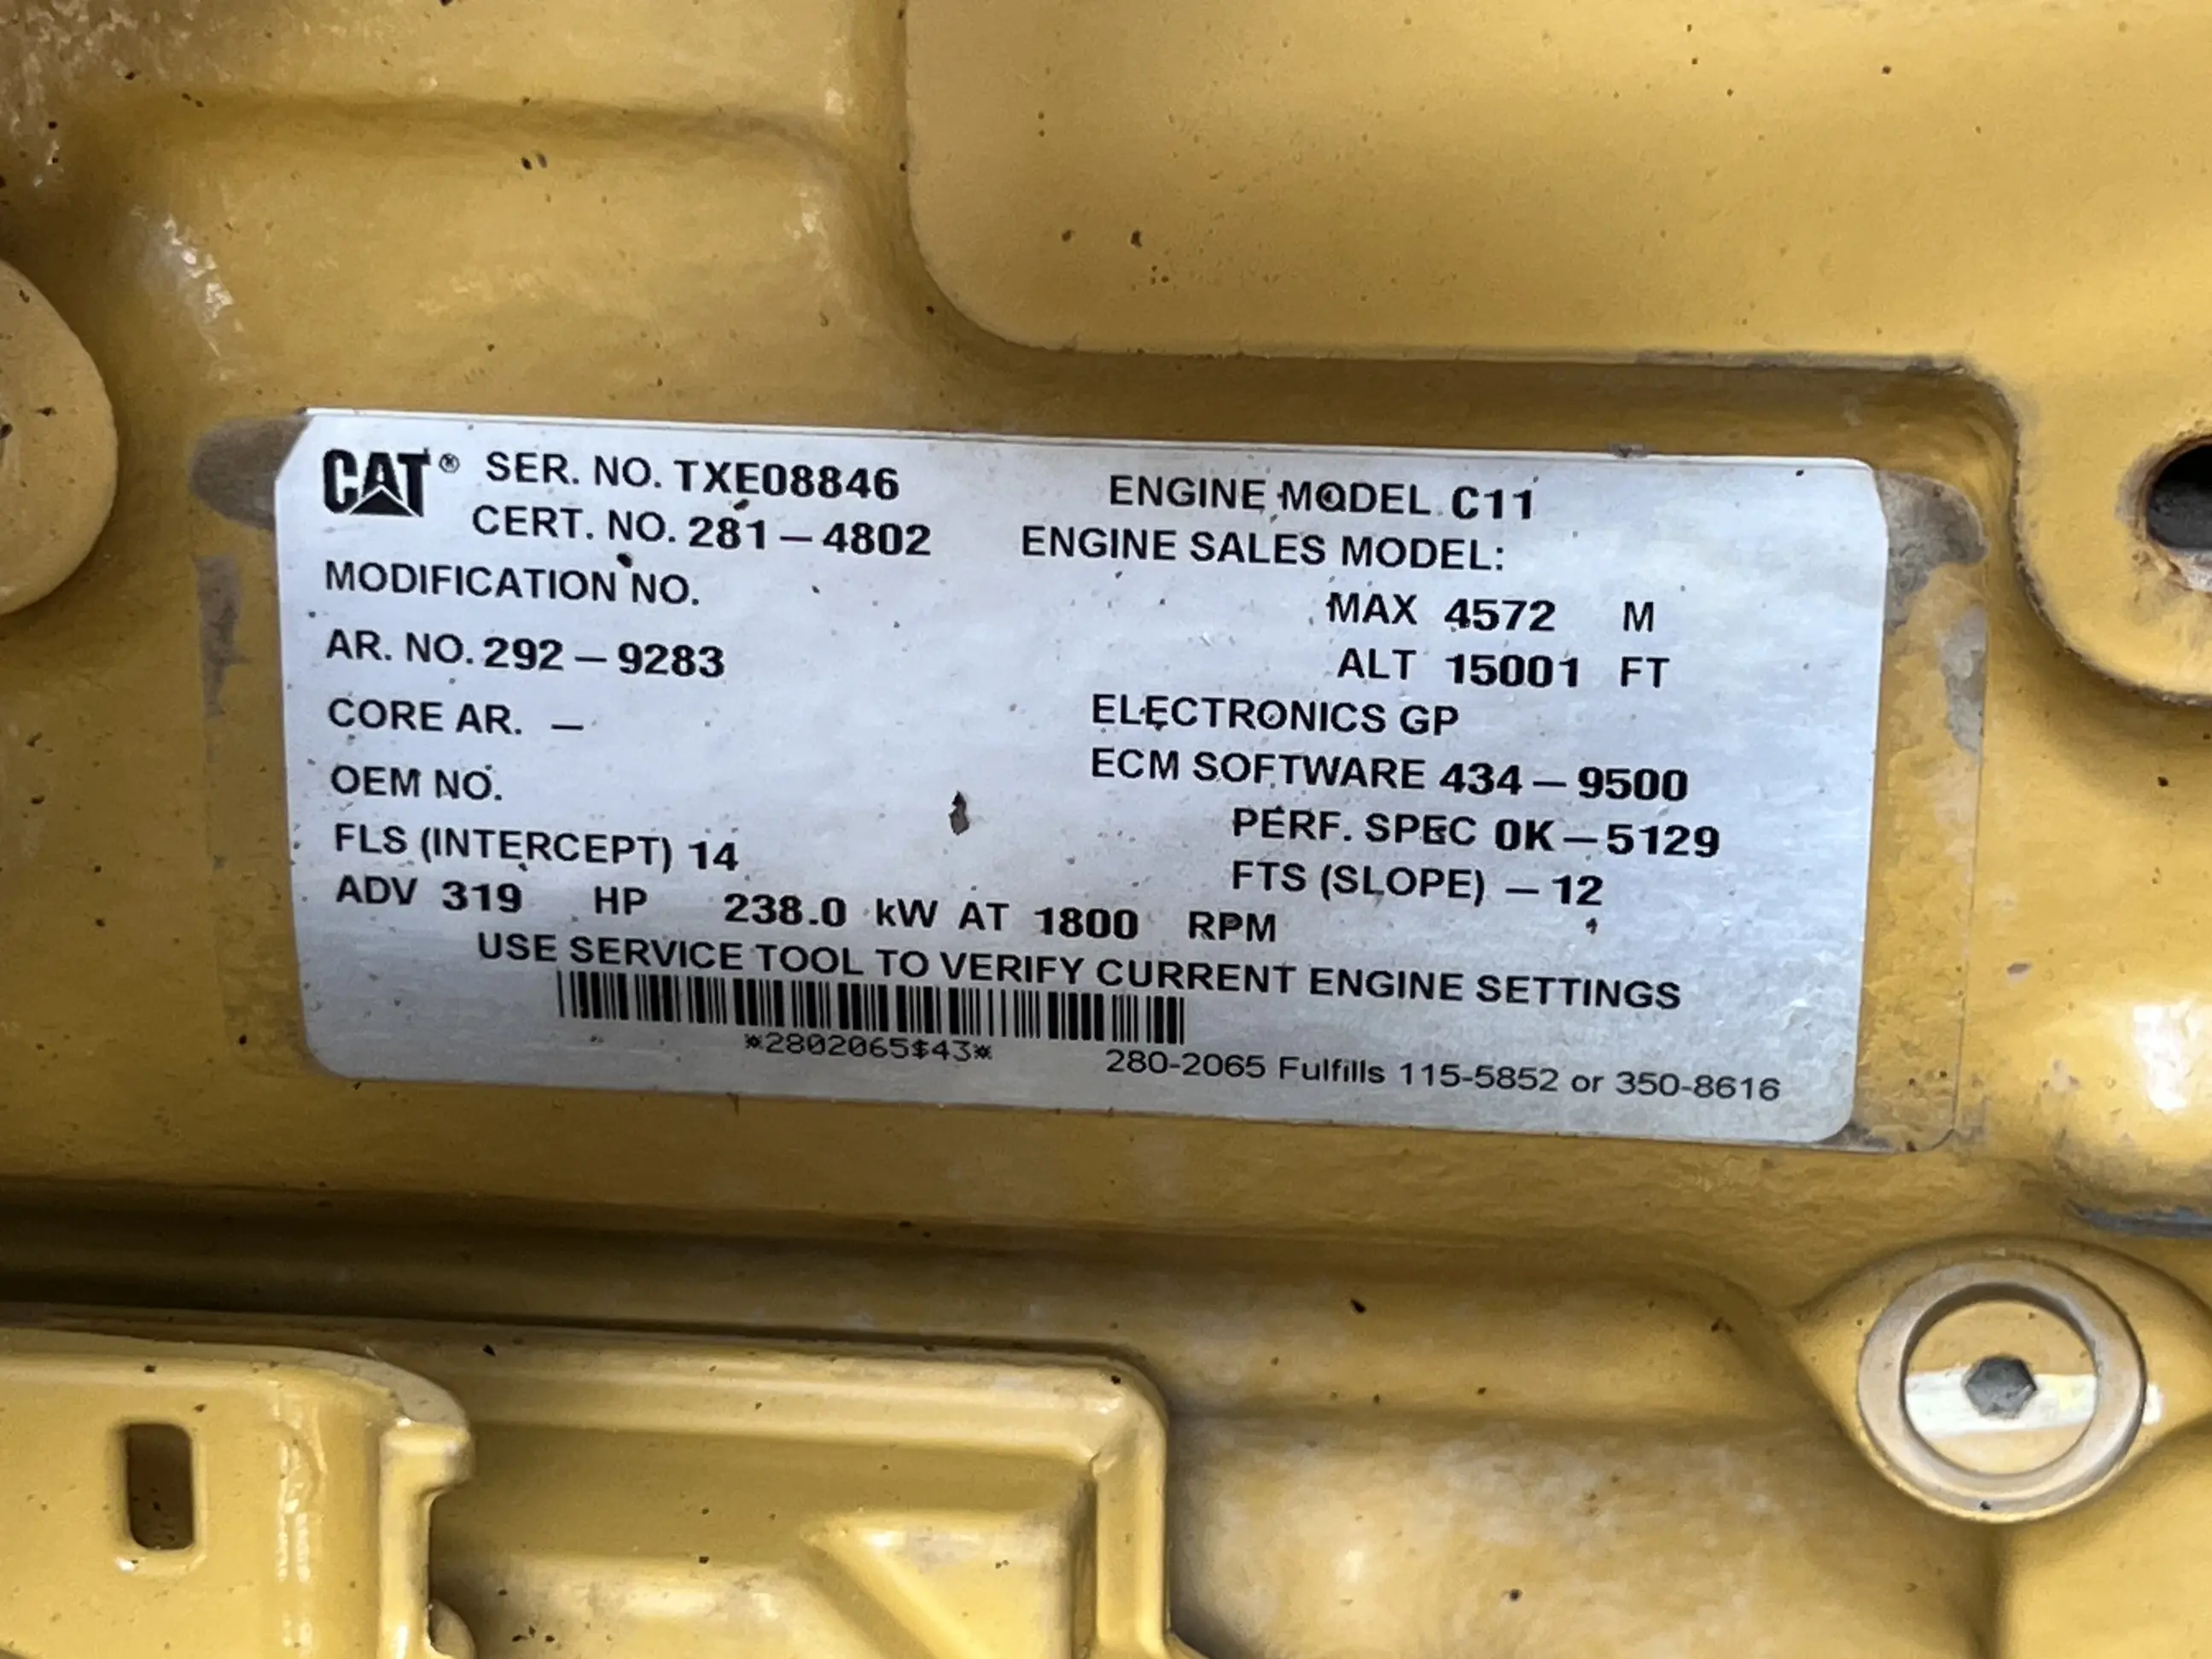 CAT® SER. NO. TXE08846 ENGINE MODEL C11
CERT. NO. 281-4802 ENGINE SALES MODEL:
MODIFICATION NO. MAX 4572 M
AR. NO. 292-9283 ALT 15001 FT
CORE AR. - ELECTRONICS GP
OEM NO. ECM SOFTWARE 434-9500
FLS (INTERCEPT) 14 PERF. SPEC 0K-5129
ADV 319 HP 238.0 kW AT 1800 RPM FTS (SLOPE) -12
USE SERVICE TOOL TO VERIFY CURRENT ENGINE SETTINGS
*2802065$43* 280-2065 Fulfills 115-5852 or 350-8616